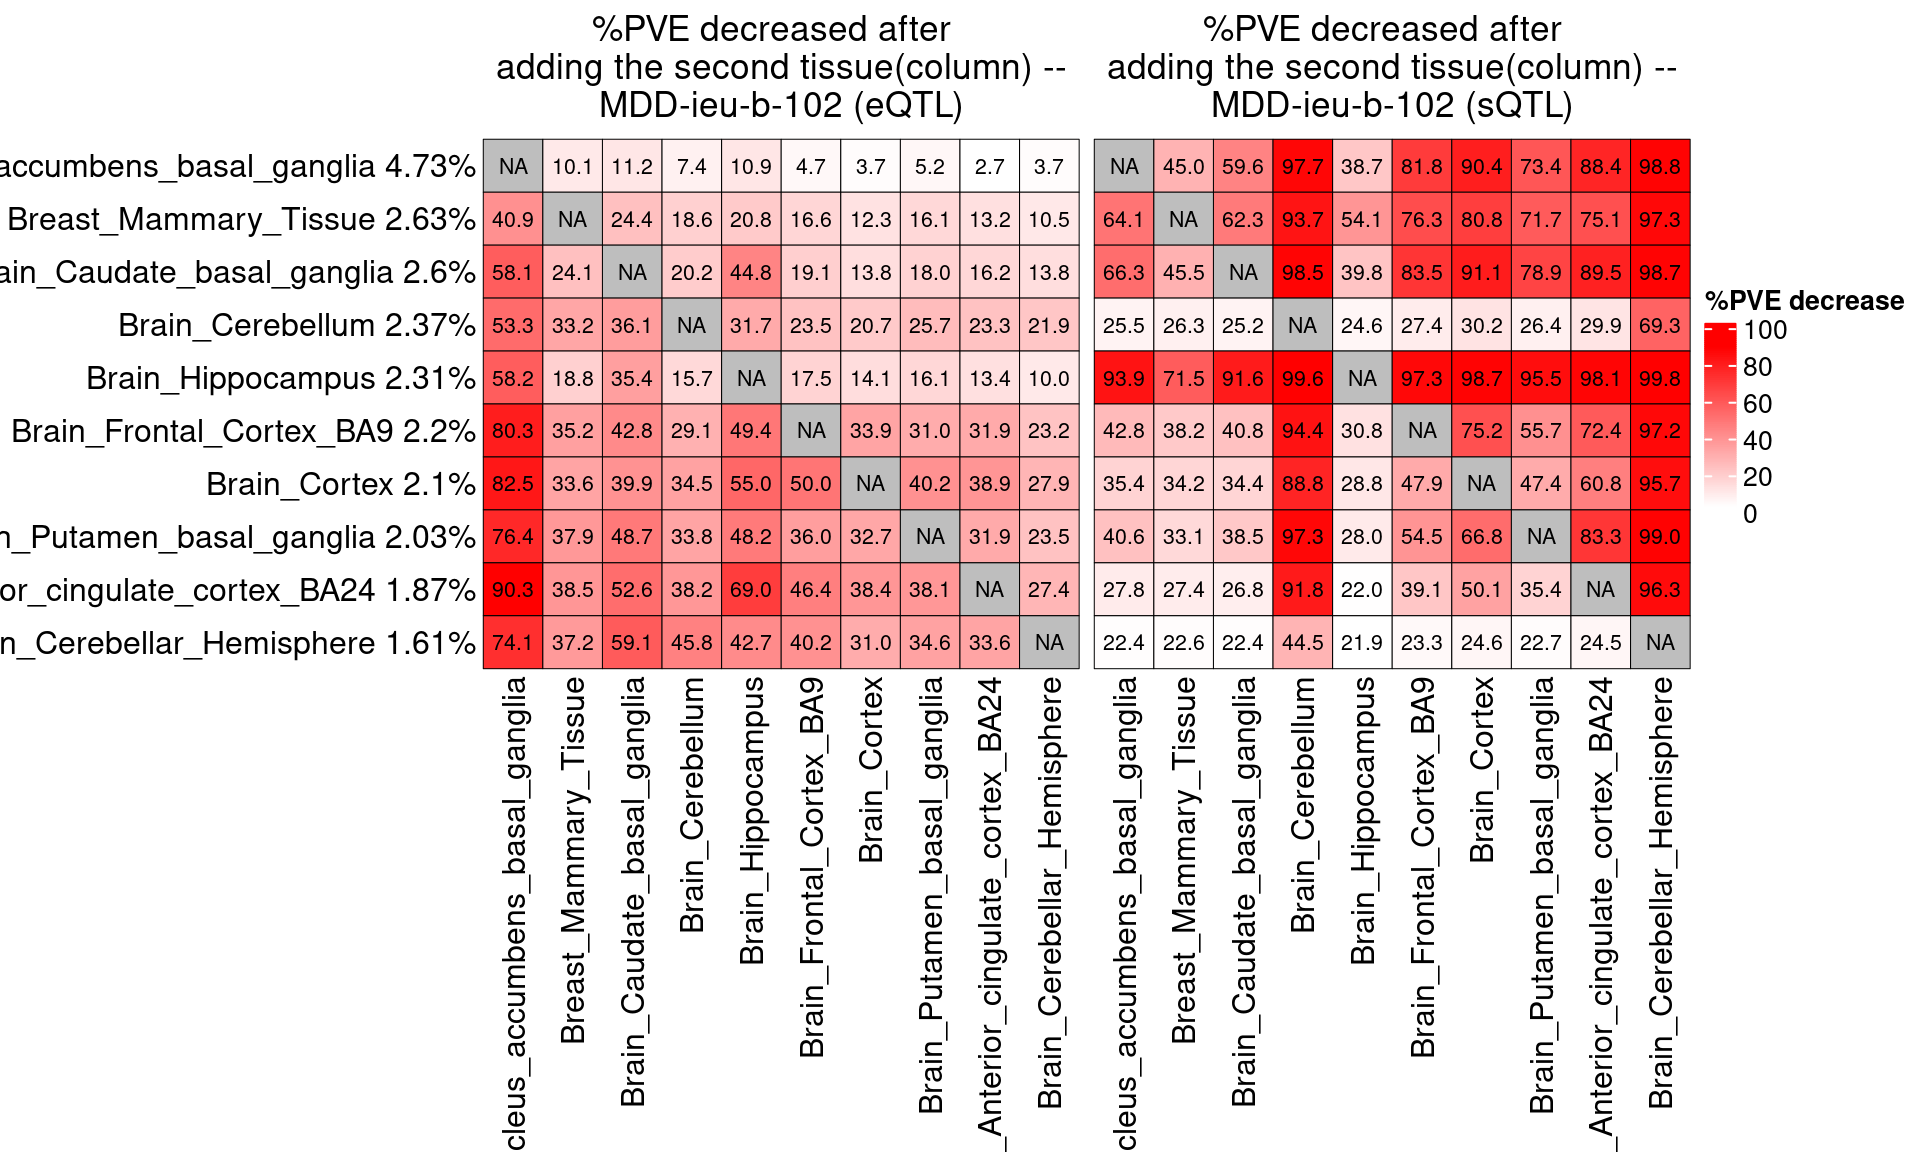 %PVE decreased after
adding the second tissue(column) --
MDD-ieu-b-102 (eQTL)
%PVE decreased after
adding the second tissue(column) --
MDD-ieu-b-102 (sQTL)
accumbens_basal_ganglia 4.73% NA 10.1 11.2 7.4 10.9 4.7 3.7 5.2 2.7 3.7 NA 45.0 59.6 97.7 38.7 81.8 90.4 73.4 88.4 98.8
Breast_Mammary_Tissue 2.63% 40.9 NA 24.4 18.6 20.8 16.6 12.3 16.1 13.2 10.5 64.1 NA 62.3 93.7 54.1 76.3 80.8 71.7 75.1 97.3
ain_Caudate_basal_ganglia 2.6% 58.1 24.1 NA 20.2 44.8 19.1 13.8 18.0 16.2 13.8 66.3 45.5 NA 98.5 39.8 83.5 91.1 78.9 89.5 98.7
Brain_Cerebellum 2.37% 53.3 33.2 36.1 NA 31.7 23.5 20.7 25.7 23.3 21.9 25.5 26.3 25.2 NA 24.6 27.4 30.2 26.4 29.9 69.3
Brain_Hippocampus 2.31% 58.2 18.8 35.4 15.7 NA 17.5 14.1 16.1 13.4 10.0 93.9 71.5 91.6 99.6 NA 97.3 98.7 95.5 98.1 99.8
Brain_Frontal_Cortex_BA9 2.2% 80.3 35.2 42.8 29.1 49.4 NA 33.9 31.0 31.9 23.2 42.8 38.2 40.8 94.4 30.8 NA 75.2 55.7 72.4 97.2
Brain_Cortex 2.1% 82.5 33.6 39.9 34.5 55.0 50.0 NA 40.2 38.9 27.9 35.4 34.2 34.4 88.8 28.8 47.9 NA 47.4 60.8 95.7
n_Putamen_basal_ganglia 2.03% 76.4 37.9 48.7 33.8 48.2 36.0 32.7 NA 31.9 23.5 40.6 33.1 38.5 97.3 28.0 54.5 66.8 NA 83.3 99.0
or_cingulate_cortex_BA24 1.87% 90.3 38.5 52.6 38.2 69.0 46.4 38.4 38.1 NA 27.4 27.8 27.4 26.8 91.8 22.0 39.1 50.1 35.4 NA 96.3
n_Cerebellar_Hemisphere 1.61% 74.1 37.2 59.1 45.8 42.7 40.2 31.0 34.6 33.6 NA 22.4 22.6 22.4 44.5 21.9 23.3 24.6 22.7 24.5 NA
cleus_accumbens_basal_ganglia
Breast_Mammary_Tissue
Brain_Caudate_basal_ganglia
Brain_Cerebellum
Brain_Hippocampus
Brain_Frontal_Cortex_BA9
Brain_Cortex
Brain_Putamen_basal_ganglia
_Anterior_cingulate_cortex_BA24
Brain_Cerebellar_Hemisphere
cleus_accumbens_basal_ganglia
Breast_Mammary_Tissue
Brain_Caudate_basal_ganglia
Brain_Cerebellum
Brain_Hippocampus
Brain_Frontal_Cortex_BA9
Brain_Cortex
Brain_Putamen_basal_ganglia
_Anterior_cingulate_cortex_BA24
Brain_Cerebellar_Hemisphere
%PVE decrease
100
80
60
40
20
0